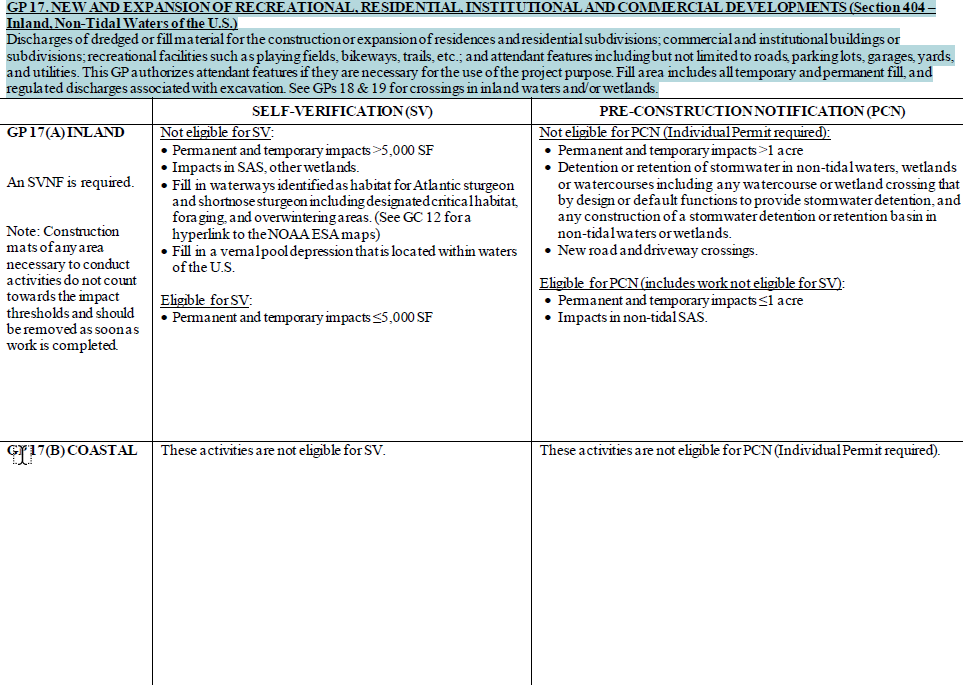 GP 17. NEW AND EXPANSION OF RECREATIONAL, RESIDENTIAL, INSTITUTIONAL AND COMMERCIAL DEVELOPMENTS (Section 404 –
Inland, Non-Tidal Waters of the U.S.)
Discharges of dredged or fill material for the construction or expansion of residences and residential subdivisions; commercial and institutional buildings or
subdivisions; recreational facilities such as playing fields, bikeways, trails, etc.; and attendant features including but not limited to roads, parking lots, garages, yards,
and utilities. This GP authorizes attendant features if they are necessary for the use of the project purpose. Fill area includes all temporary and permanent fill, and
regulated discharges associated with excavation. See GPs 18 & 19 for crossings in inland waters and/or wetlands.
SELF-VERIFICATION (SV)
PRE-CONSTRUCTION NOTIFICATION (PCN)
GP 17(A) INLAND
An SVNF is required.
Note: Construction
mats of any area
necessary to conduct
activities do not count
towards the impact
thresholds and should
be removed as soon as
work is completed.
Not eligible for SV:
• Permanent and temporary impacts >5,000 SF
• Impacts in SAS, other wetlands.
• Fill in waterways identified as habitat for Atlantic sturgeon
and shortnose sturgeon including designated critical habitat,
foraging, and overwintering areas. (See GC 12 for a
hyperlink to the NOAA ESA maps)
• Fill in a vernal pool depression that is located within waters
of the U.S.
Eligible for SV:
• Permanent and temporary impacts ≤5,000 SF
Not eligible for PCN (Individual Permit required):
• Permanent and temporary impacts >1 acre
• Detention or retention of stormwater in non-tidal waters, wetlands
or watercourses including any watercourse or wetland crossing that
by design or default functions to provide stormwater detention, and
any construction of a stormwater detention or retention basin in
non-tidal waters or wetlands.
• New road and driveway crossings.
Eligible for PCN (includes work not eligible for SV):
• Permanent and temporary impacts ≤1 acre
• Impacts in non-tidal SAS.
GP 17(B) COASTAL
These activities are not eligible for SV.
These activities are not eligible for PCN (Individual Permit required).